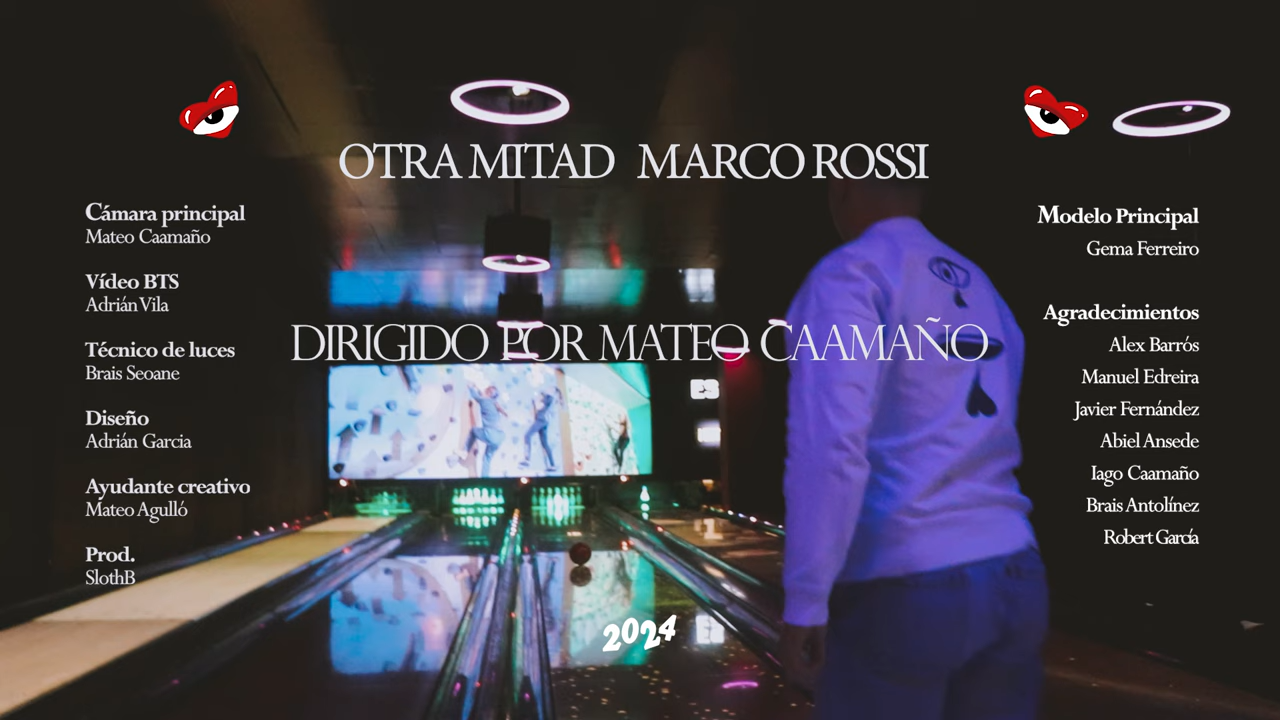 OTRA MITAD MARCO ROSSI
DIRIGIDO POR MATEO CAAMAÑO
Cámara principal
Mateo Caamaño
Vídeo BTS
Adrián Vila
Técnico de luces
Brais Seoane
Diseño
Adrián Garcia
Ayudante creativo
Mateo Agulló
Prod.
SlothB
Modelo Principal
Gema Ferreiro
Agradecimientos
Alex Barrós
Manuel Edreira
Javier Fernández
Abiel Ansede
Iago Caamaño
Brais Antolínez
Robert García
ES
2024